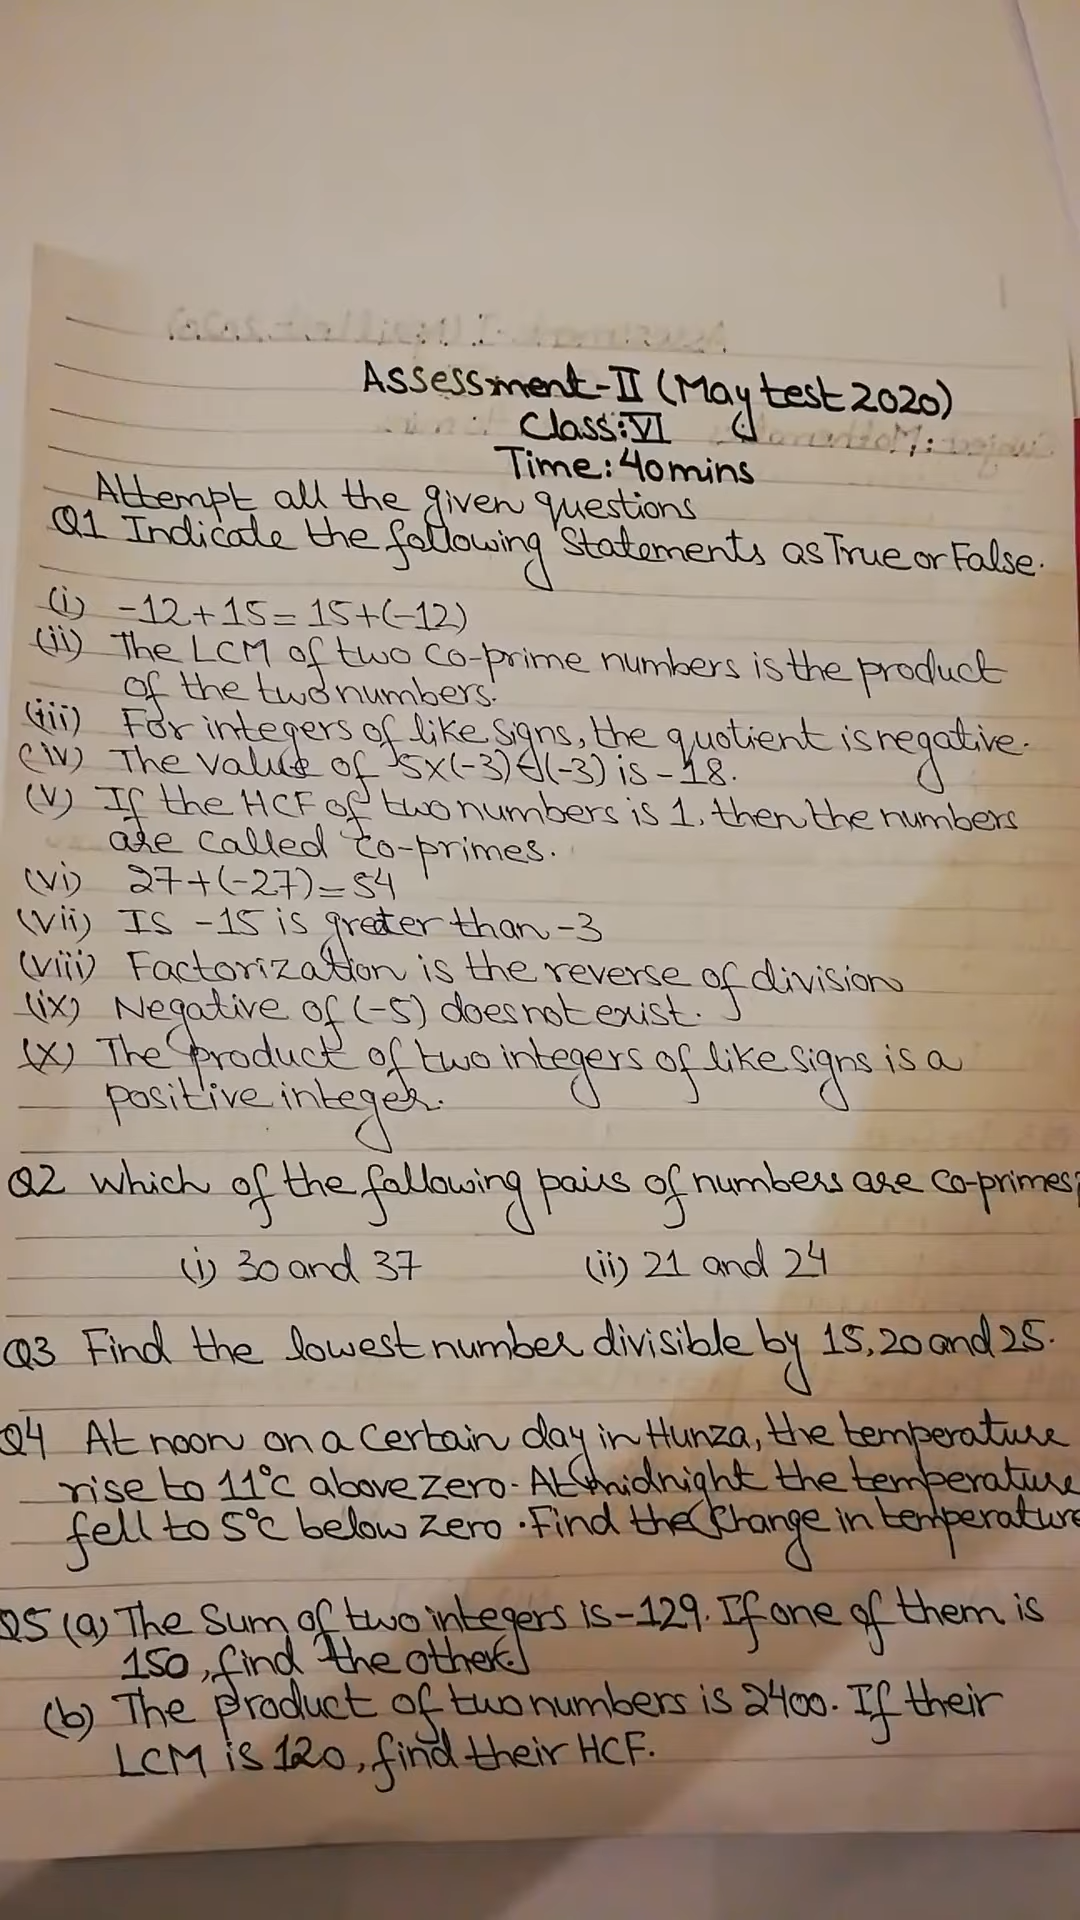 Assessment-II (May test 2020)
Class:VI
Time:40mins
Attempt all the given questions
Q1 Indicate the following Statements as True or False.
(i) -12+15=15+(-12)
(ii) The LCM of two co-prime numbers is the product
of the two numbers.
(iii) For integers of like signs, the quotient is negative.
(iv) The value of 5x(-3) (-3) is -18.
(v) If the HCF of two numbers is 1, then the numbers
are called co-primes.
(vi) 27+(-27)=54
(vii) Is -15 is greater than -3
(viii) Factorization is the reverse of division
(ix) Negative of (-5) does not exist.
(x) The product of two integers of like signs is a
positive integer.
Q2 which of the following pairs of numbers are co-primes?
(i) 30 and 37 (ii) 21 and 24
Q3 Find the lowest number divisible by 15, 20 and 25.
Q4 At noon on a certain day in Hunza, the temperature
rise to 11°c above zero. At midnight the temperature
fell to 5°c below zero. Find the change in temperature
Q5 (a) The sum of two integers is -129. If one of them is
150, find the other.
(b) The product of two numbers is 2400. If their
LCM is 120, find their HCF.